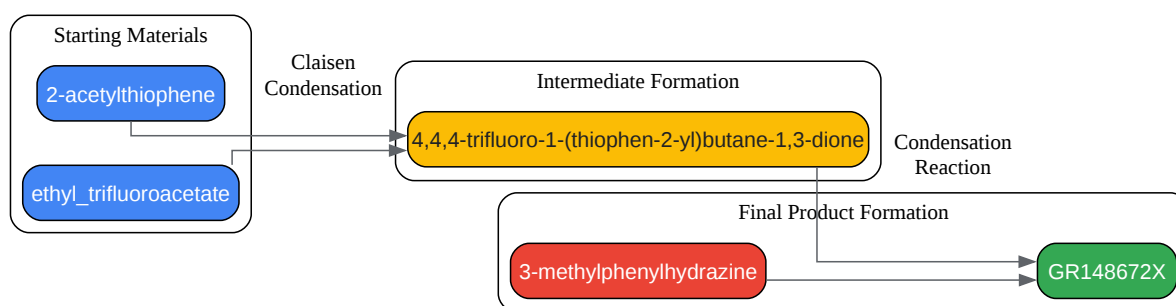 Starting Materials
2-acetylthiophene
ethyl_trifluoroacetate
Claisen
Condensation
Intermediate Formation
4,4,4-trifluoro-1-(thiophen-2-yl)butane-1,3-dione
Condensation
Reaction
Final Product Formation
3-methylphenylhydrazine
GR148672X